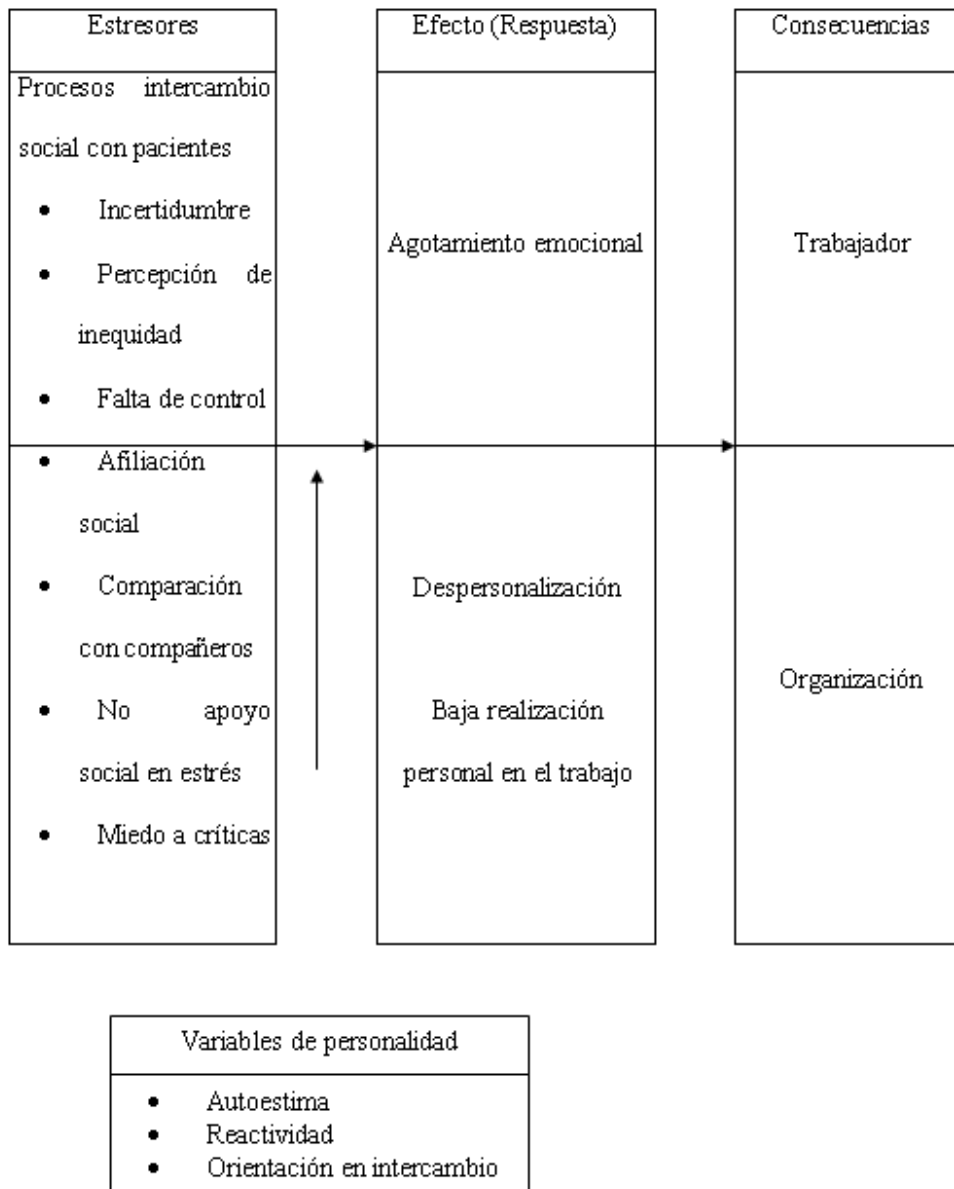 Estresores
Procesos intercambio
social con pacientes
• Incertidumbre
• Percepción de
inequidad
• Falta de control
• Afiliación
social
• Comparación
con compañeros
• No apoyo
social en estrés
• Miedo a críticas
Efecto (Respuesta)
Agotamiento emocional
Despersonalización
Baja realización
personal en el trabajo
Consecuencias
Trabajador
Organización
Variables de personalidad
• Autoestima
• Reactividad
• Orientación en intercambio